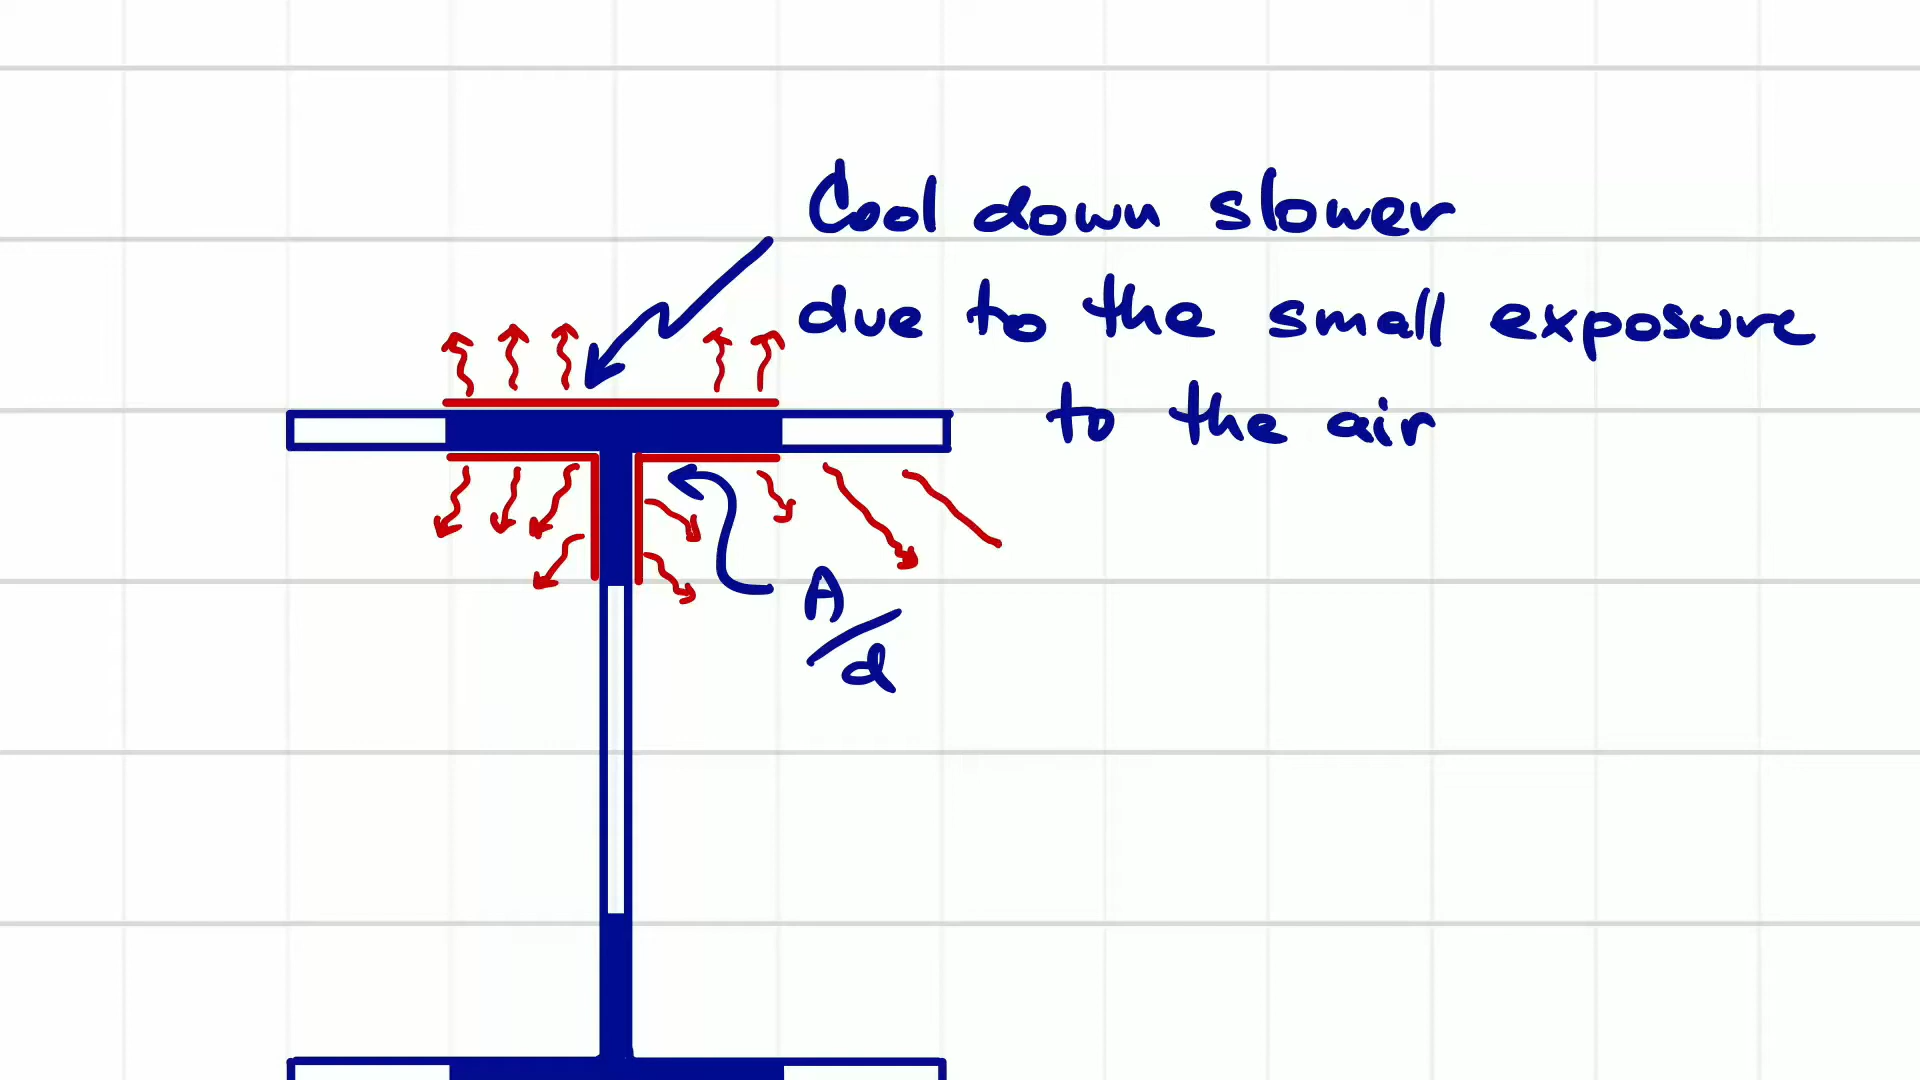 Cool down slower
due to the small exposure
to the air
A/d